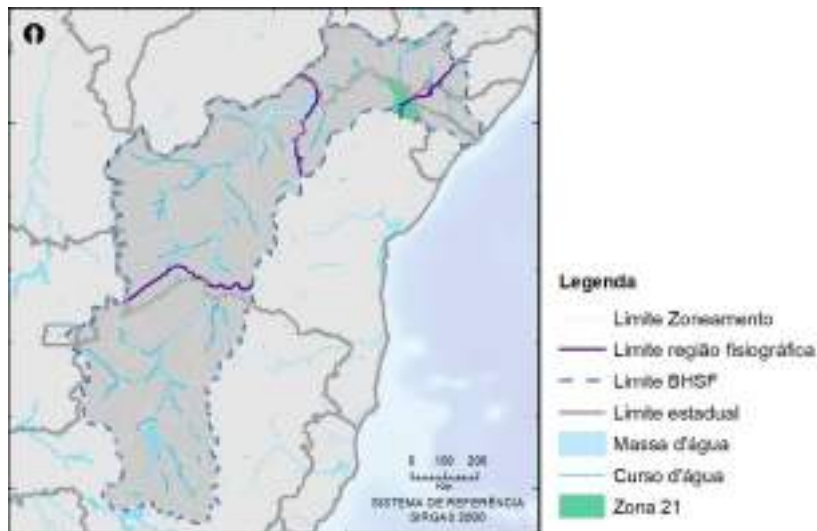 0 100 200
Km
SISTEMA DE REFERÊNCIA
SIRGAS 2000
Legenda
Limite Zoneamento
Limite região fisiográfica
Limite BHSF
Limite estadual
Massa d'água
Curso d'água
Zona 21